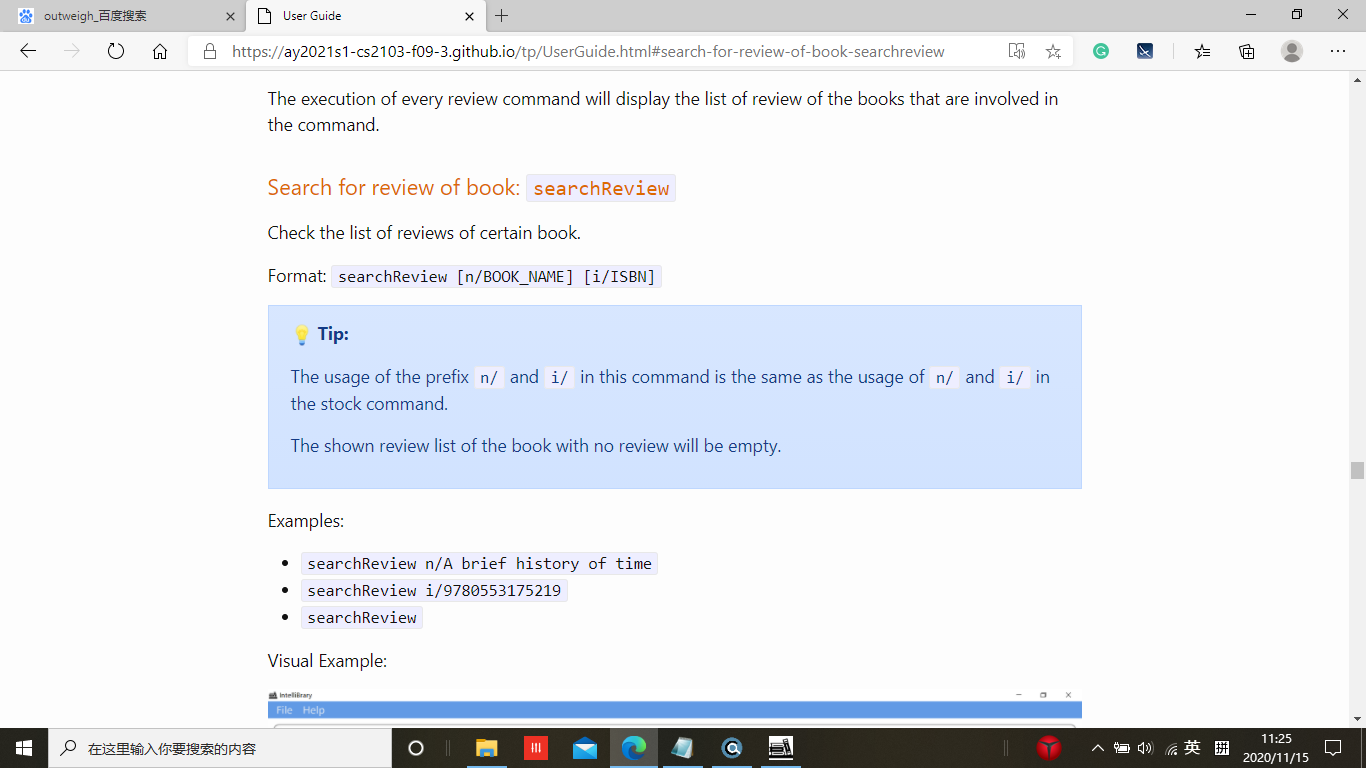 outweigh_百度搜索
User Guide
https://ay2021s1-cs2103-f09-3.github.io/tp/UserGuide.html#search-for-review-of-book-searchreview
The execution of every review command will display the list of review of the books that are involved in
the command.
Search for review of book: searchReview
Check the list of reviews of certain book.
Format: searchReview [n/BOOK_NAME] [i/ISBN]
Tip:
The usage of the prefix n/ and i/ in this command is the same as the usage of n/ and i/ in
the stock command.
The shown review list of the book with no review will be empty.
Examples:
searchReview n/A brief history of time
searchReview i/9780553175219
searchReview
Visual Example:
Intellibrary
File Help
在这里输入你要搜索的内容
英 拼
11:25
2020/11/15